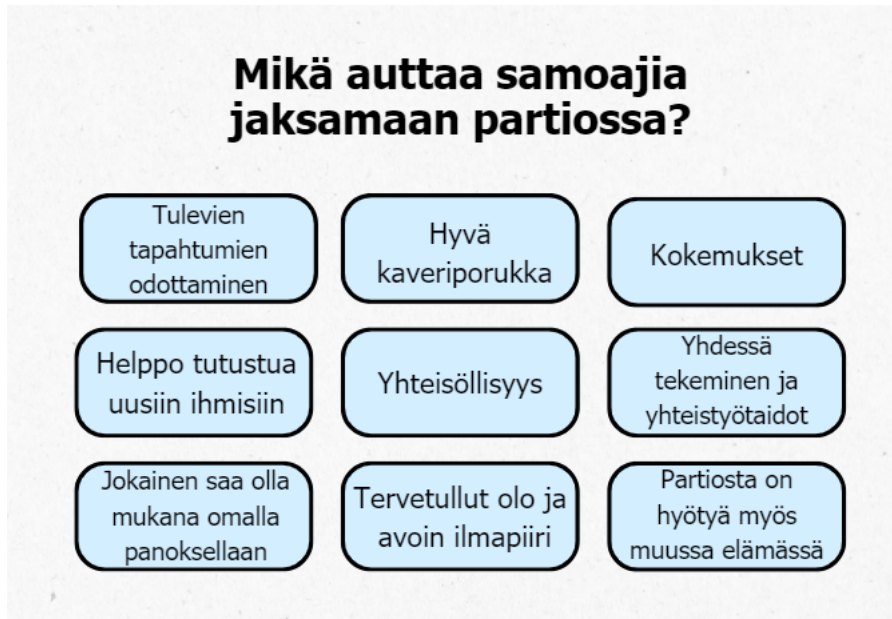 Mikä auttaa samoajia
jaksamaan partiossa?
Tulevien
tapahtumien
odottaminen
Hyvä
kaveriporukka
Kokemukset
Helppo tutustua
uusiin ihmisiin
Yhteisöllisyys
Yhdessä
tekeminen ja
yhteistyötaidot
Jokainen saa olla
mukana omalla
panoksellaan
Tervetullut olo ja
avoin ilmapiiri
Partiosta on
hyötyä myös
muussa elämässä